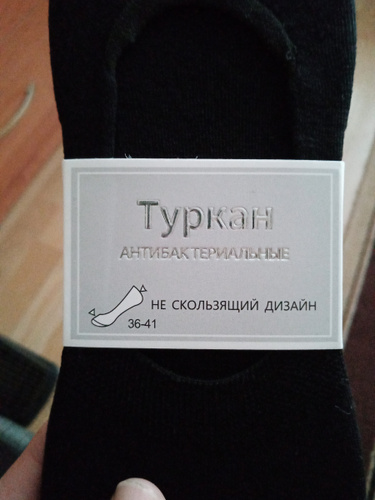 Туркан
АНТИБАКТЕРИАЛЬНЫЕ
НЕ СКОЛЬЗЯЩИЙ ДИЗАЙН
36-41